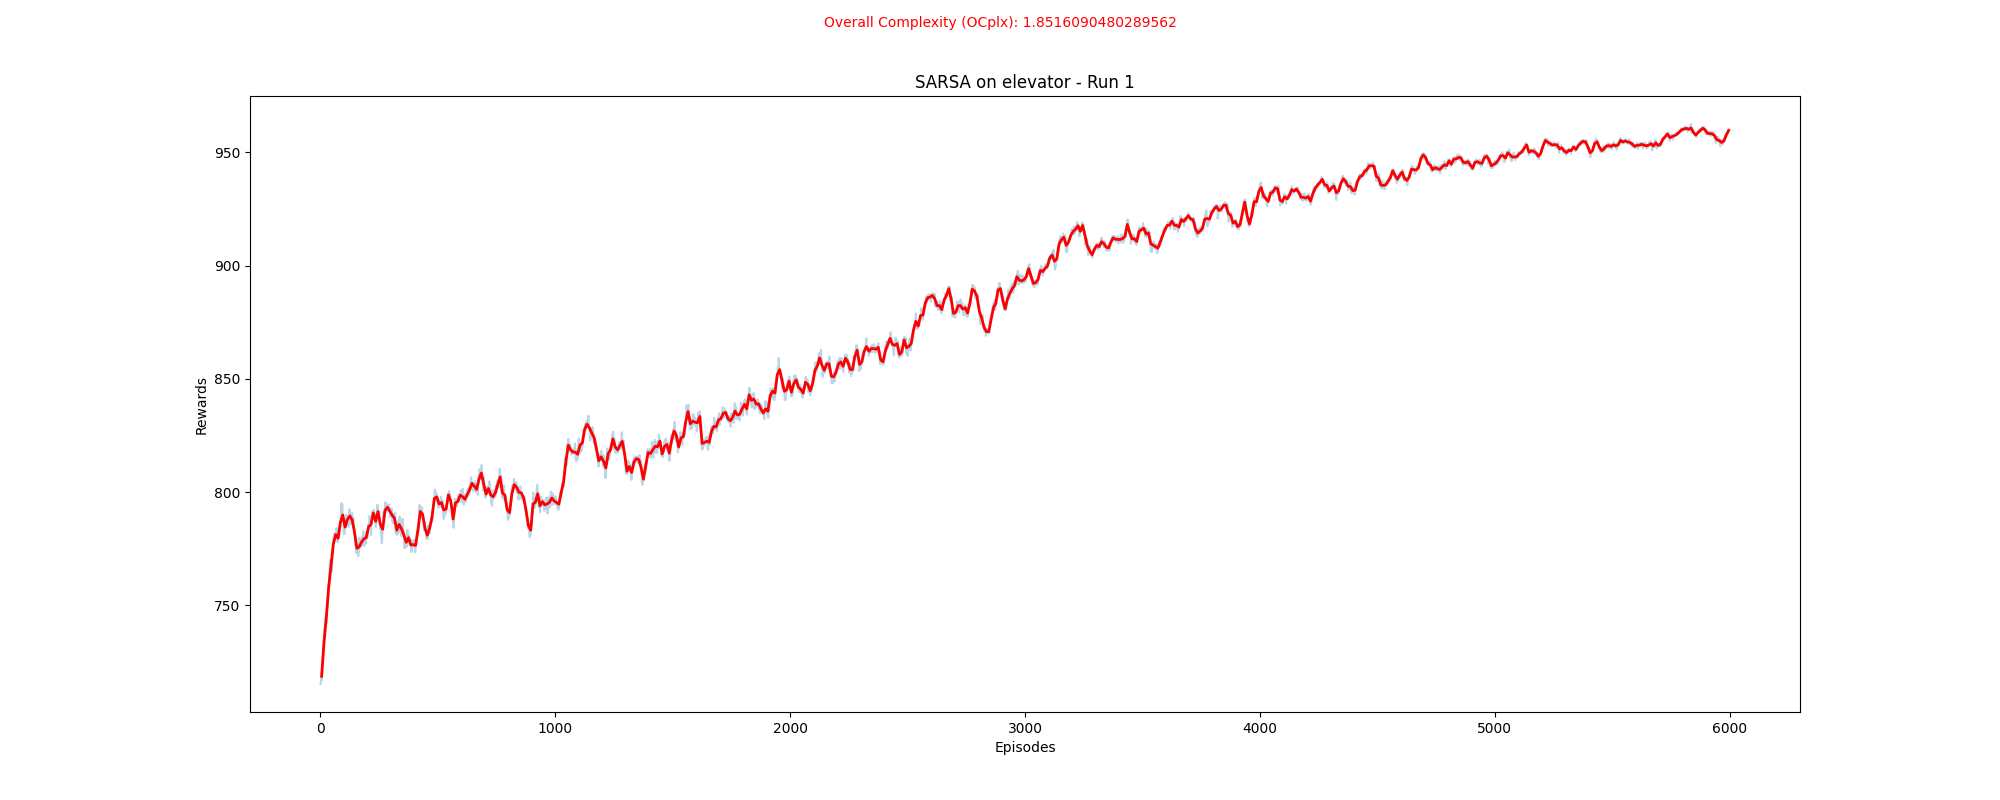 Overall Complexity (OCplx): 1.8516090480289562
SARSA on elevator - Run 1
950
900
850
800
750
Rewards
0 1000 2000 3000 4000 5000 6000
Episodes